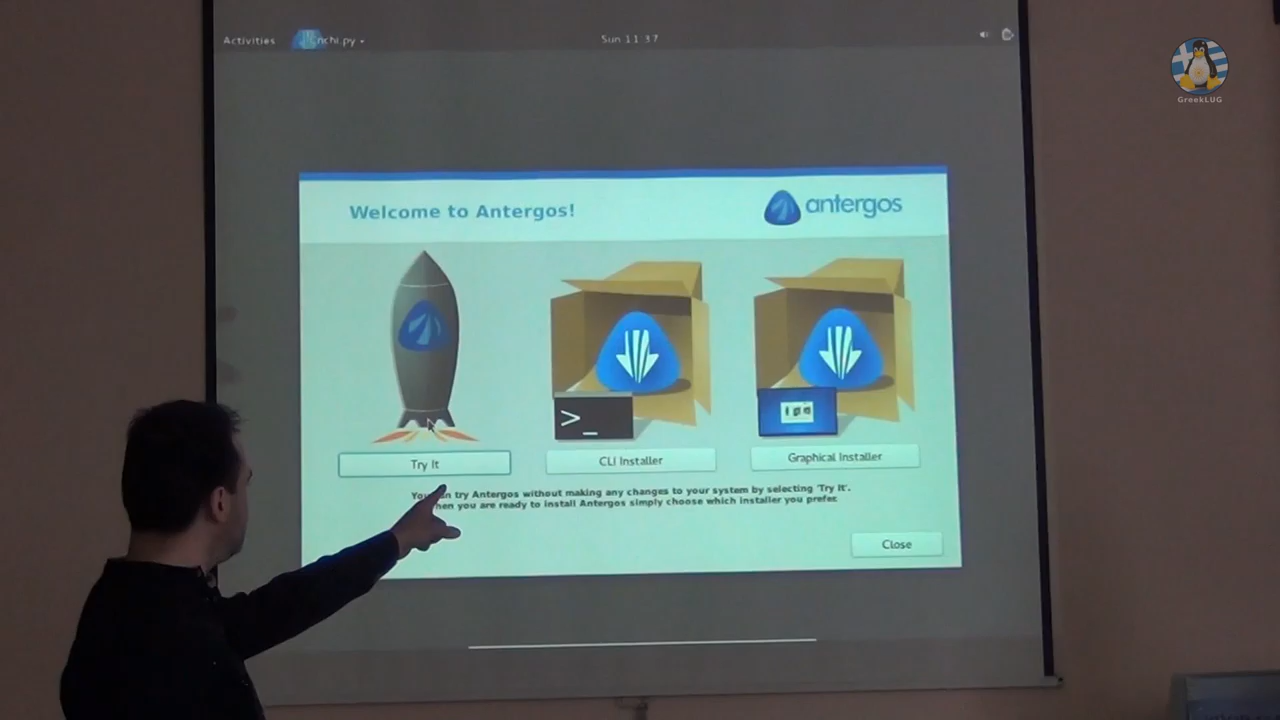 Activities
Cnchi.py
Sun 11:37
GreekLUG
Welcome to Antergos!
antergos
>_
Try It
CLI Installer
Graphical Installer
try Antergos without making any changes to your system by selecting 'Try It'.
you are ready to install Antergos simply choose which installer you prefer.
Close